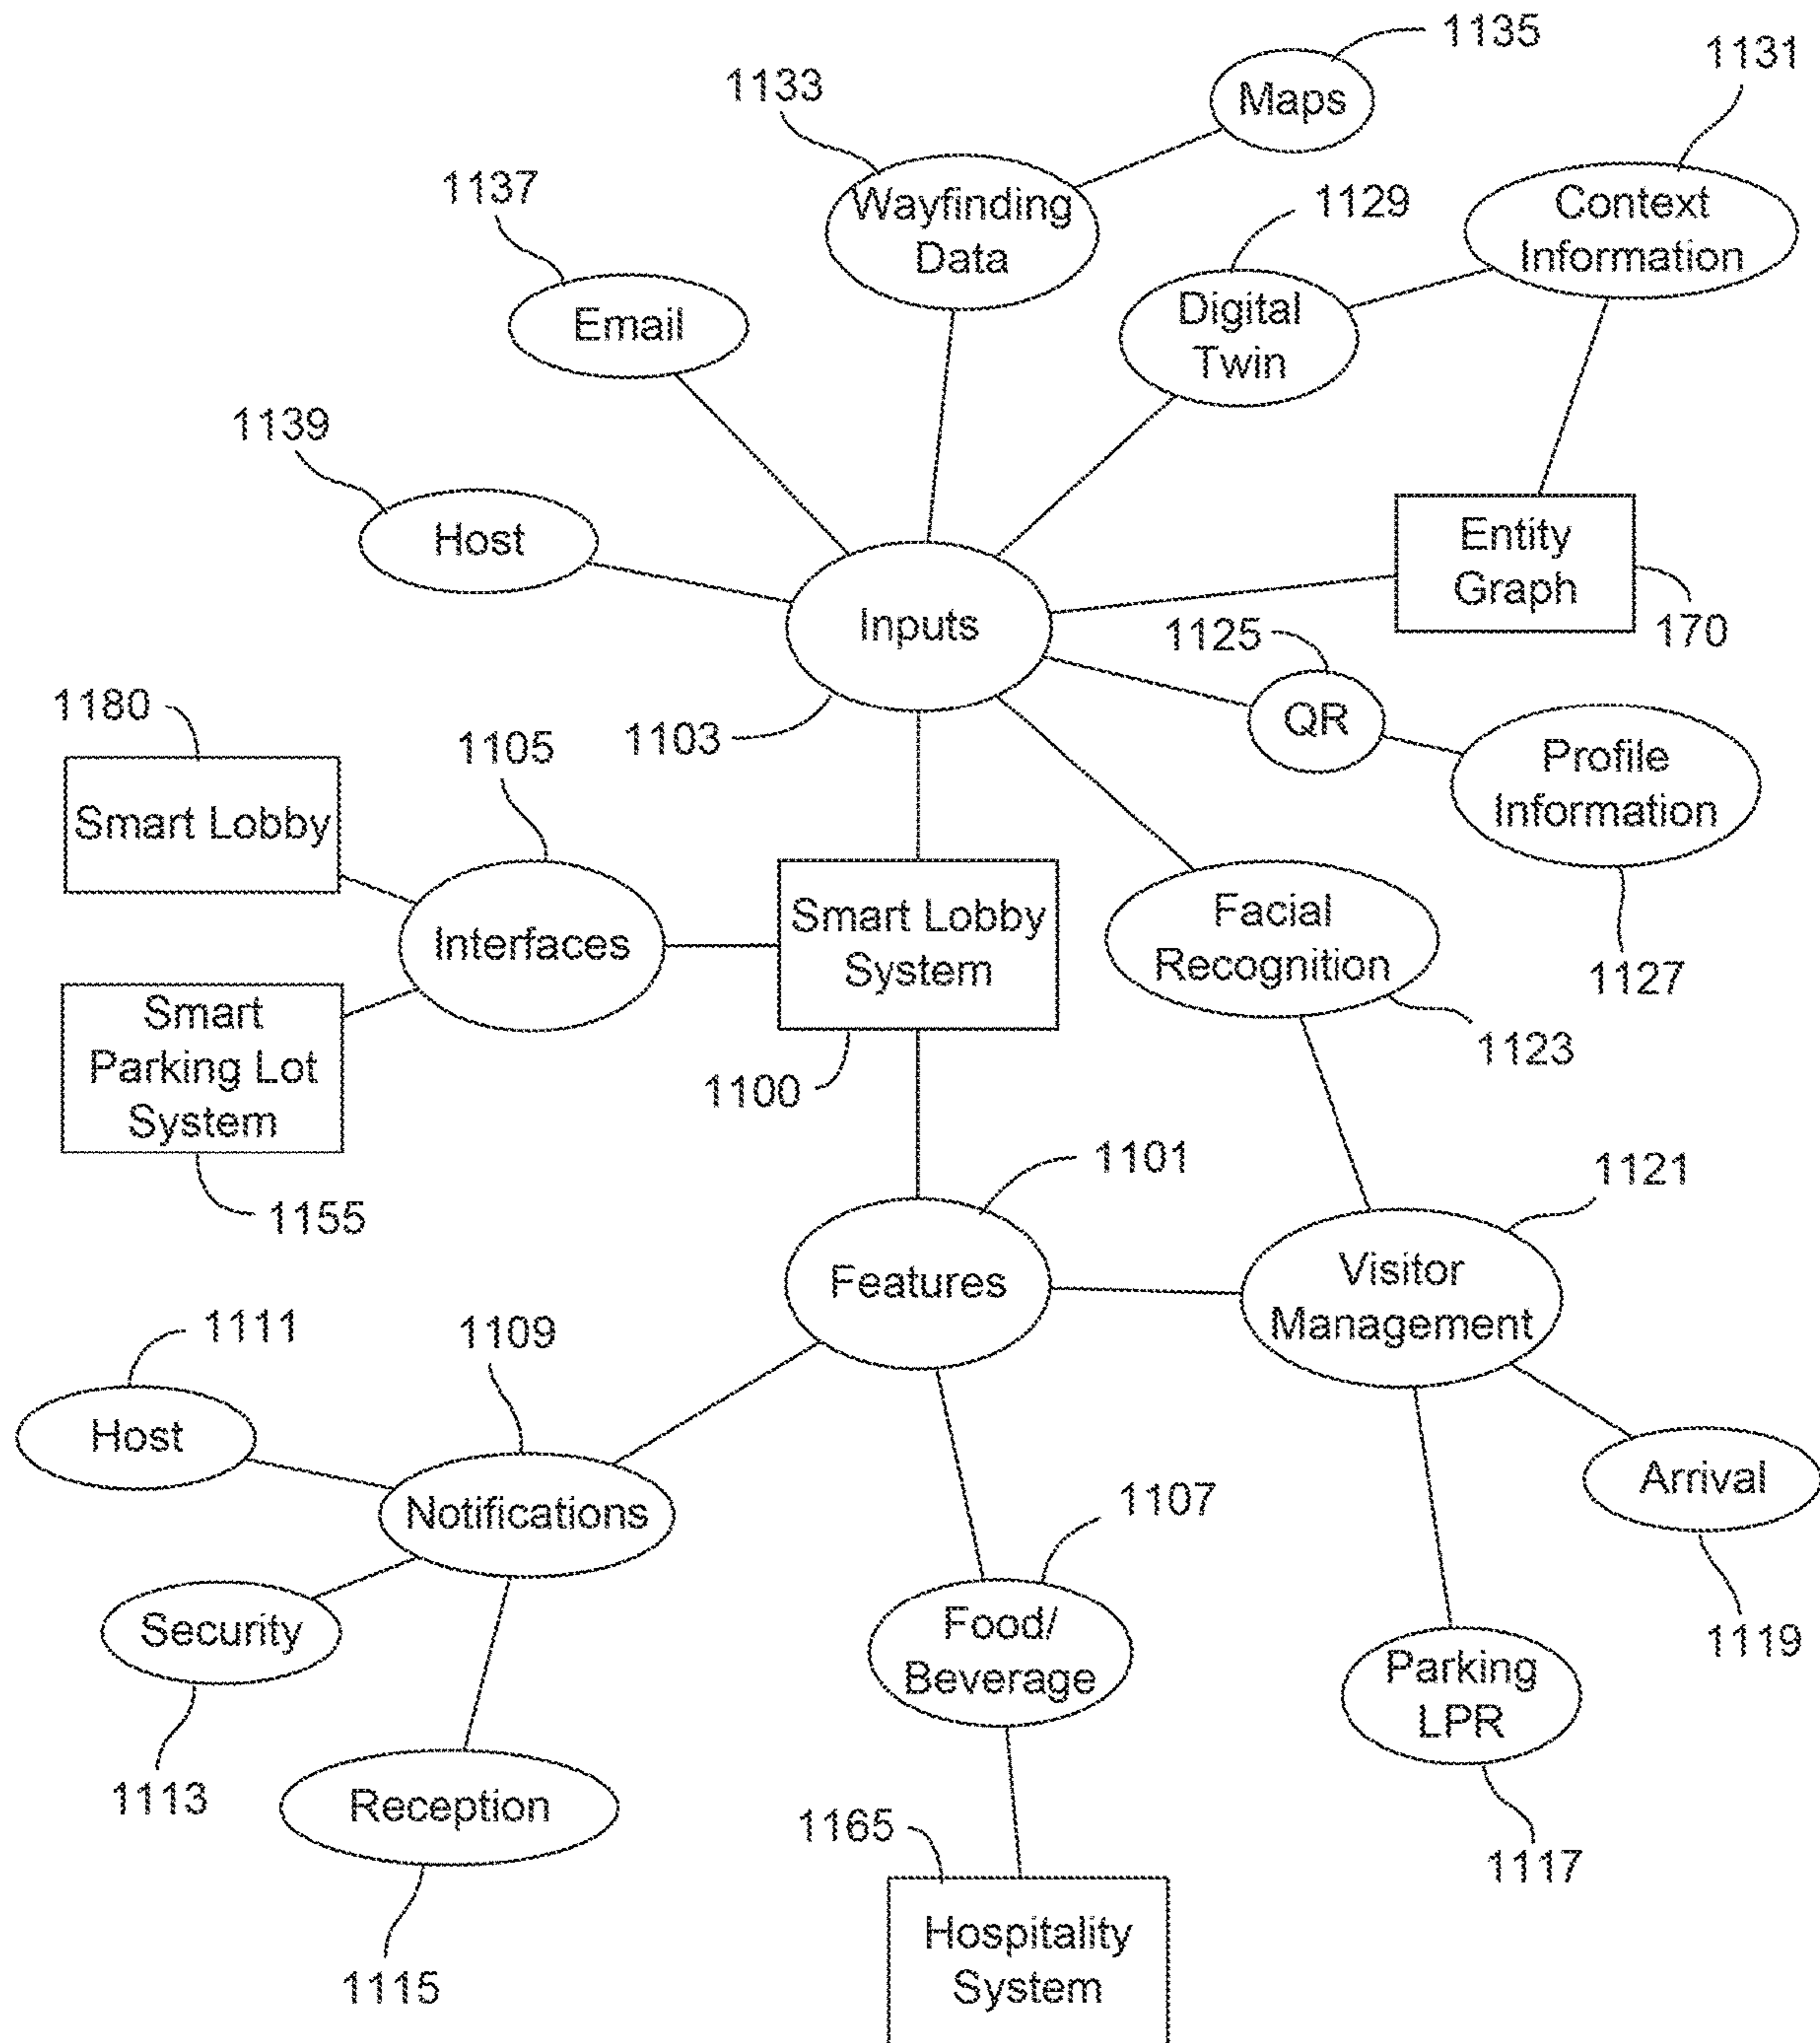 1135
Maps
1131
1133
Wayfinding
Data
1137
Email
1129
Digital
Twin
Context
Information
1139
Host
Inputs
1103
Entity
Graph
170
1125
QR
Profile
Information
1127
1180
Smart Lobby
1105
Interfaces
Smart Lobby
System
1100
Facial
Recognition
1123
Smart
Parking Lot
System
1155
1101
Features
1121
Visitor
Management
1111
Host
1109
Notifications
Security
1113
Reception
1115
1107
Food/
Beverage
1165
Hospitality
System
Arrival
1119
Parking
LPR
1117